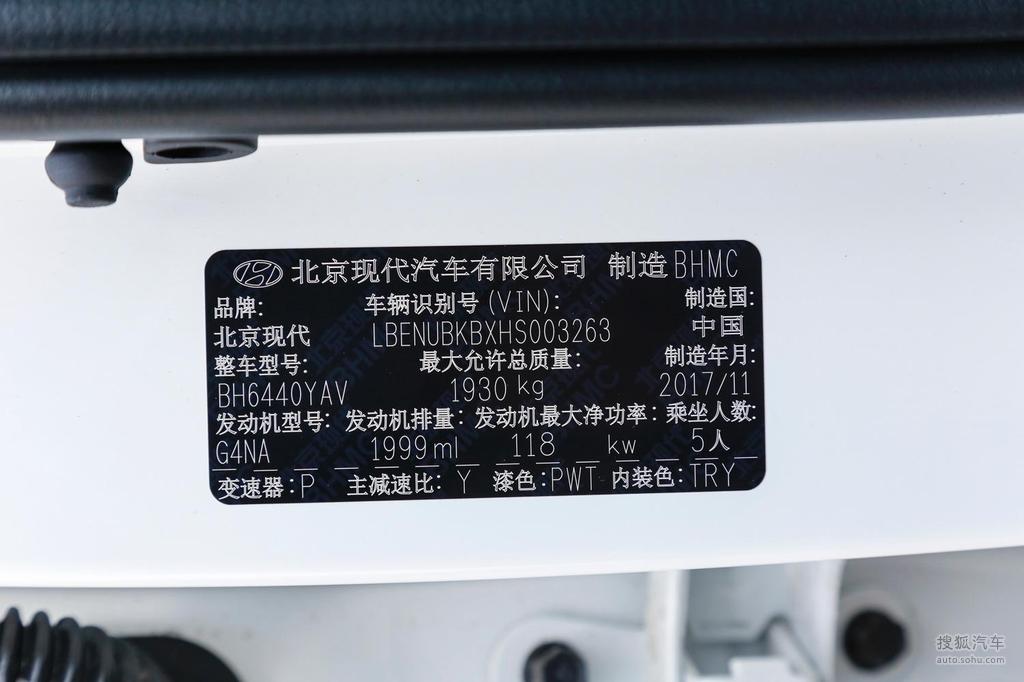 北京现代汽车有限公司 制造 BHMC
品牌: 车辆识别号 (VIN): 制造国:
北京现代 LBENUBKBXHS003263 中国
整车型号: 最大允许总质量: 制造年月:
BH6440YAV 1930 kg 2017/11
发动机型号: 发动机排量: 发动机最大净功率: 乘坐人数:
G4NA 1999 ml 118 kw 5人
变速器: P 主减速比: Y 漆色: PWT 内装色: TRY
搜狐汽车
auto.sohu.com